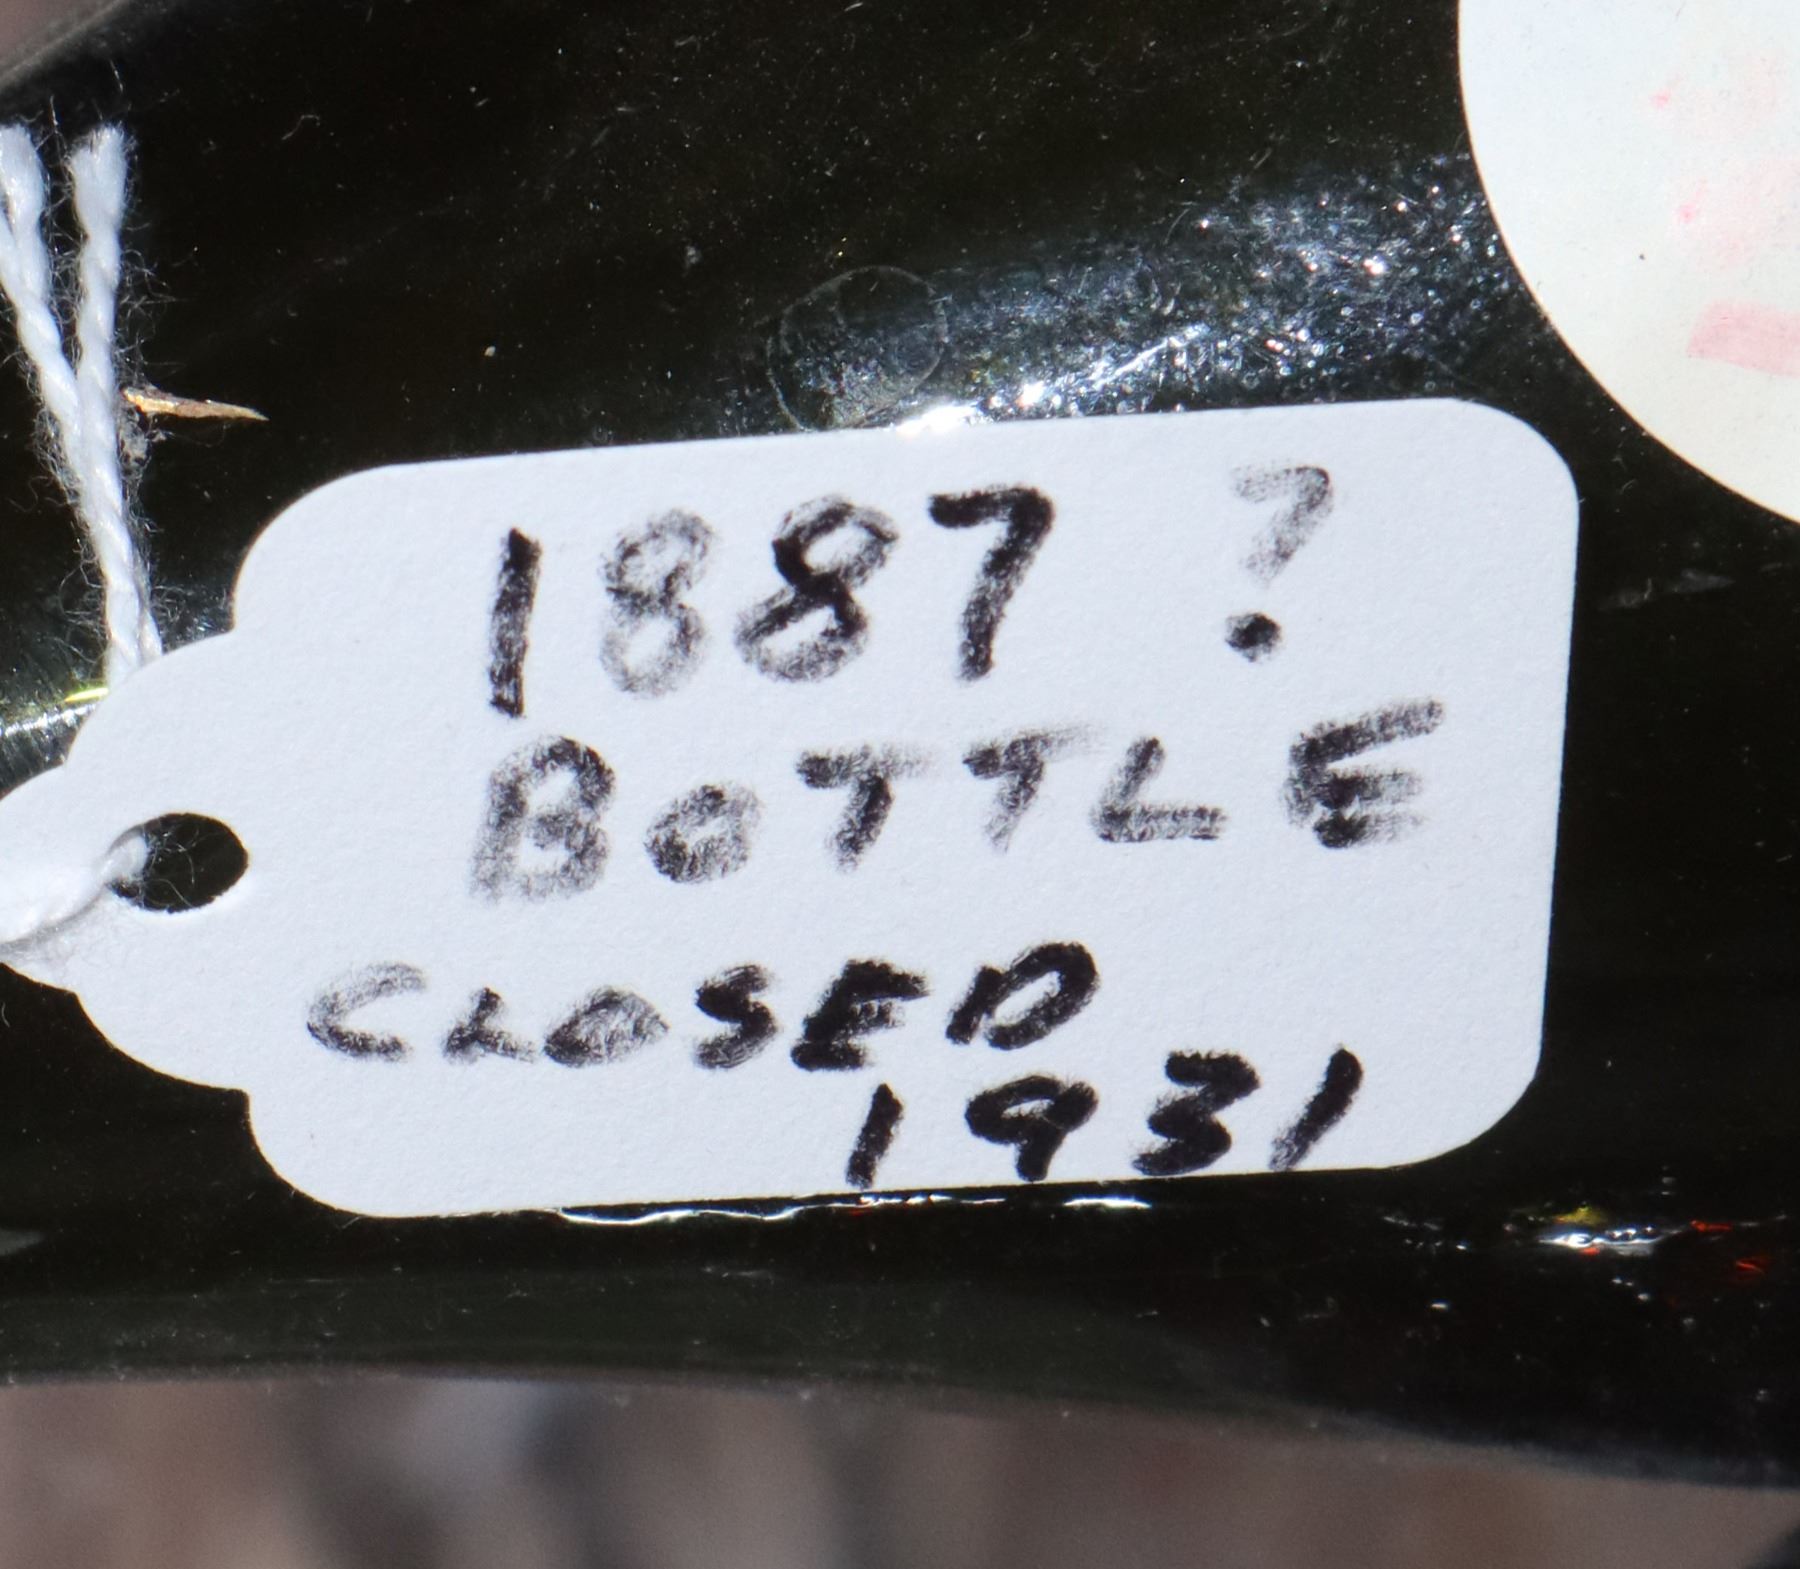 1887 ?
BOTTLE
CLOSED
1931